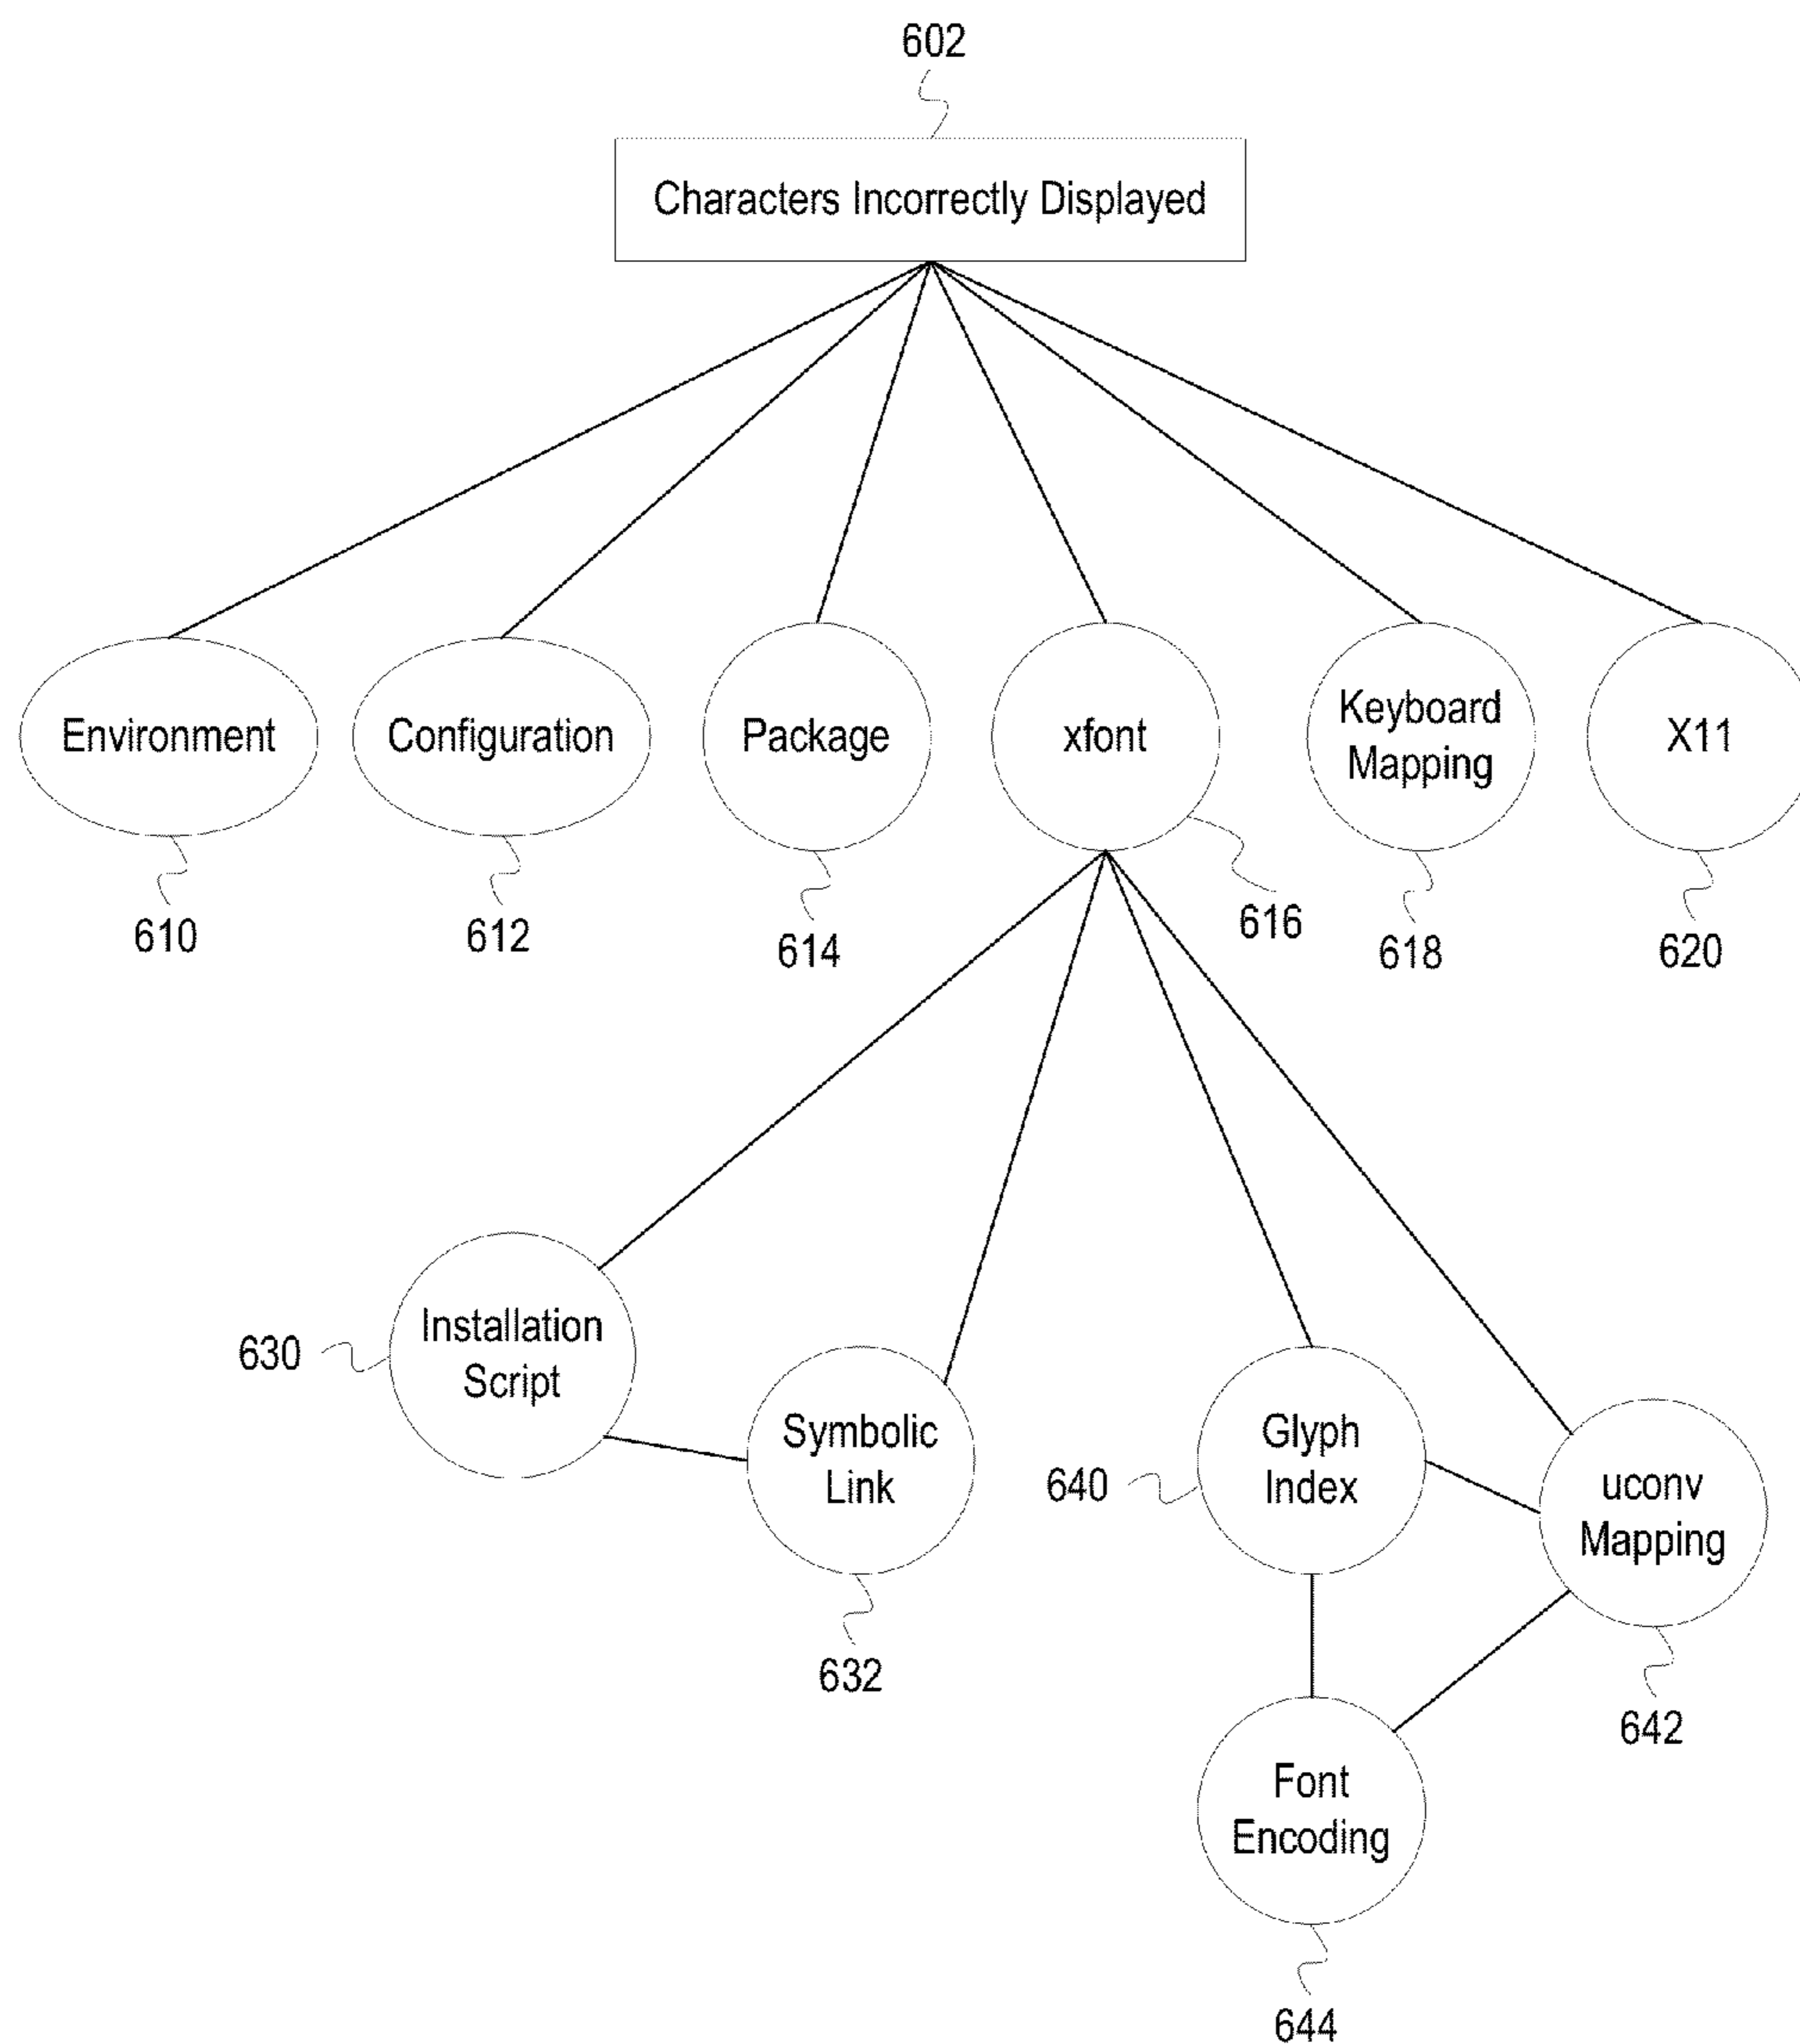 602
Characters Incorrectly Displayed
Environment
Configuration
Package
xfont
Keyboard
Mapping
X11
610
612
614
616
618
620
Installation
Script
630
Symbolic
Link
632
Glyph
Index
640
uconv
Mapping
642
Font
Encoding
644